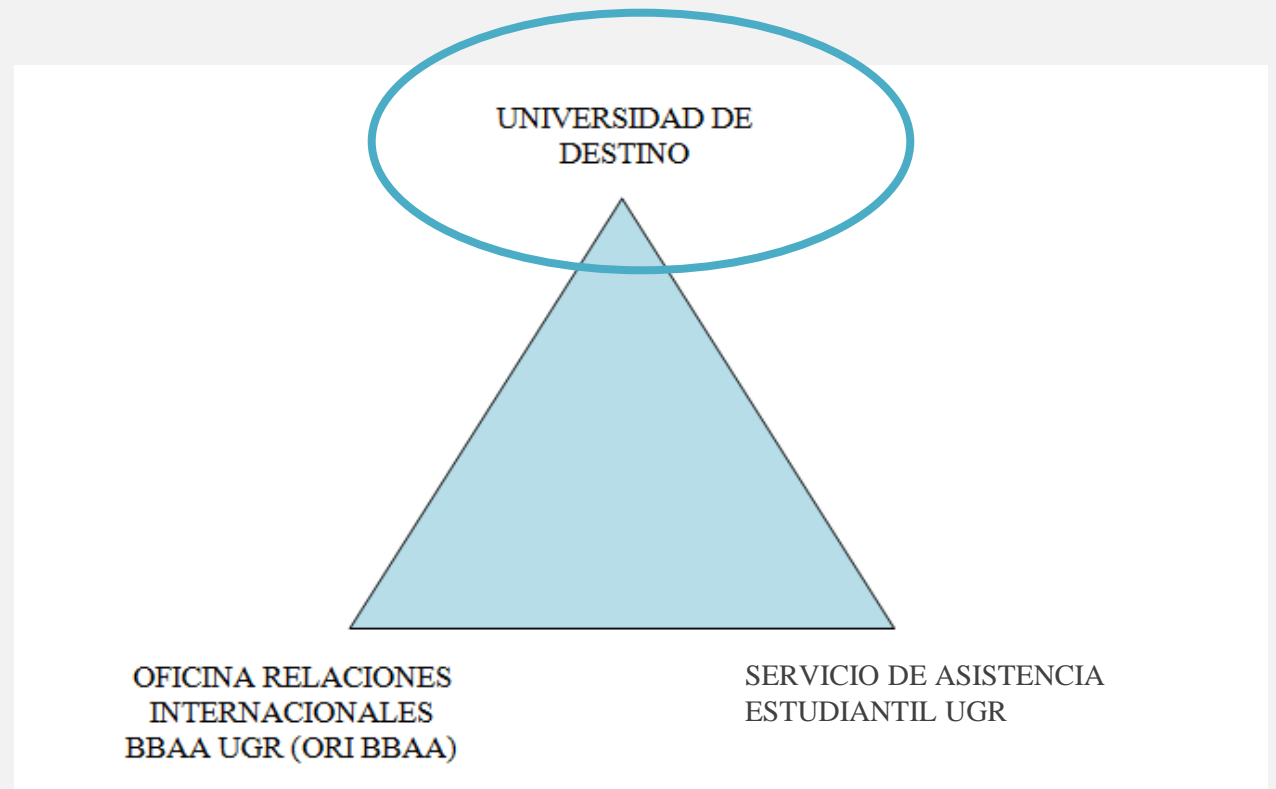 UNIVERSIDAD DE
DESTINO
OFICINA RELACIONES
INTERNACIONALES
BBAA UGR (ORI BBAA)
SERVICIO DE ASISTENCIA
ESTUDIANTIL UGR